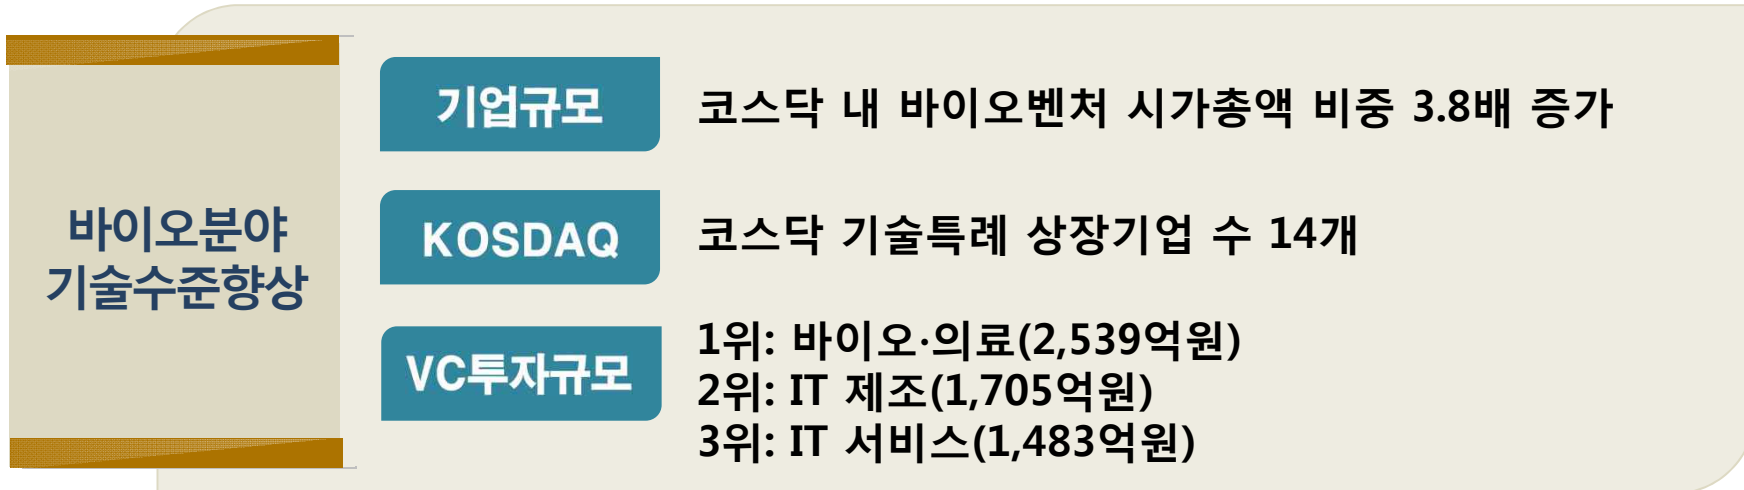 바이오분야
기술수준향상
기업규모
코스닥 내 바이오벤처 시가총액 비중 3.8배 증가
KOSDAQ
코스닥 기술특례 상장기업 수 14개
VC투자규모
1위: 바이오·의료(2,539억원)
2위: IT 제조(1,705억원)
3위: IT 서비스(1,483억원)